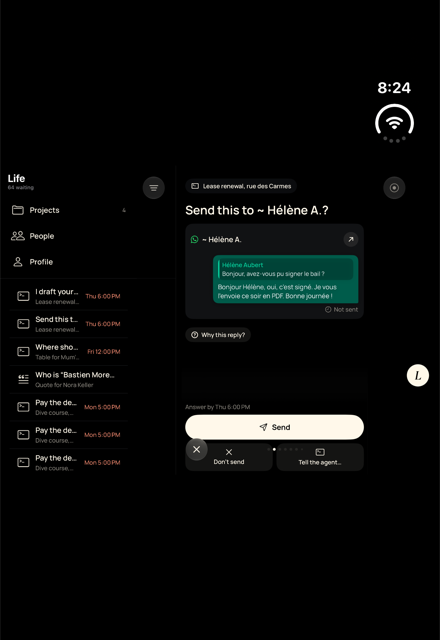 8:24
Life
64 waiting
Projects
People
Profile
I draft your...
Lease renewal...
Thu 6:00 PM
Send this t...
Lease renewal...
Thu 6:00 PM
Where sho...
Table for Mum'...
Fri 12:00 PM
Who is "Bastien More...
Quote for Nora Keller
Pay the de...
Dive course,...
Mon 5:00 PM
Pay the de...
Dive course,...
Mon 5:00 PM
Pay the de...
Dive course,...
Mon 5:00 PM
Lease renewal, rue des Carmes
Send this to ~ Hélène A.?
~ Hélène A.
Hélène Aubert
Bonjour, avez-vous pu signer le bail ?
Bonjour Hélène, oui, c'est signé. Je vous
l'envoie ce soir en PDF. Bonne journée !
Not sent
Why this reply?
L
Answer by Thu 6:00 PM
Send
Don't send
Tell the agent...